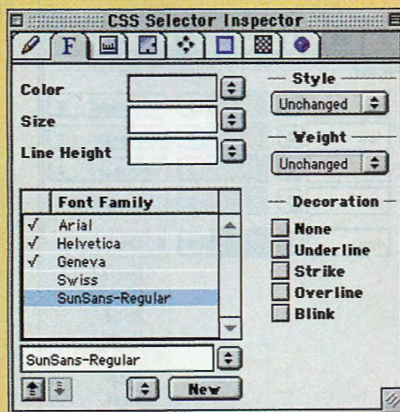 CSS Selector Inspector
F
Color
Size
Line Height
Style
Unchanged
Weight
Unchanged
Font Family
✓ Arial
✓ Helvetica
✓ Geneva
Swiss
SunSans-Regular
SunSans-Regular
New
Decoration
None
Underline
Strike
Overline
Blink